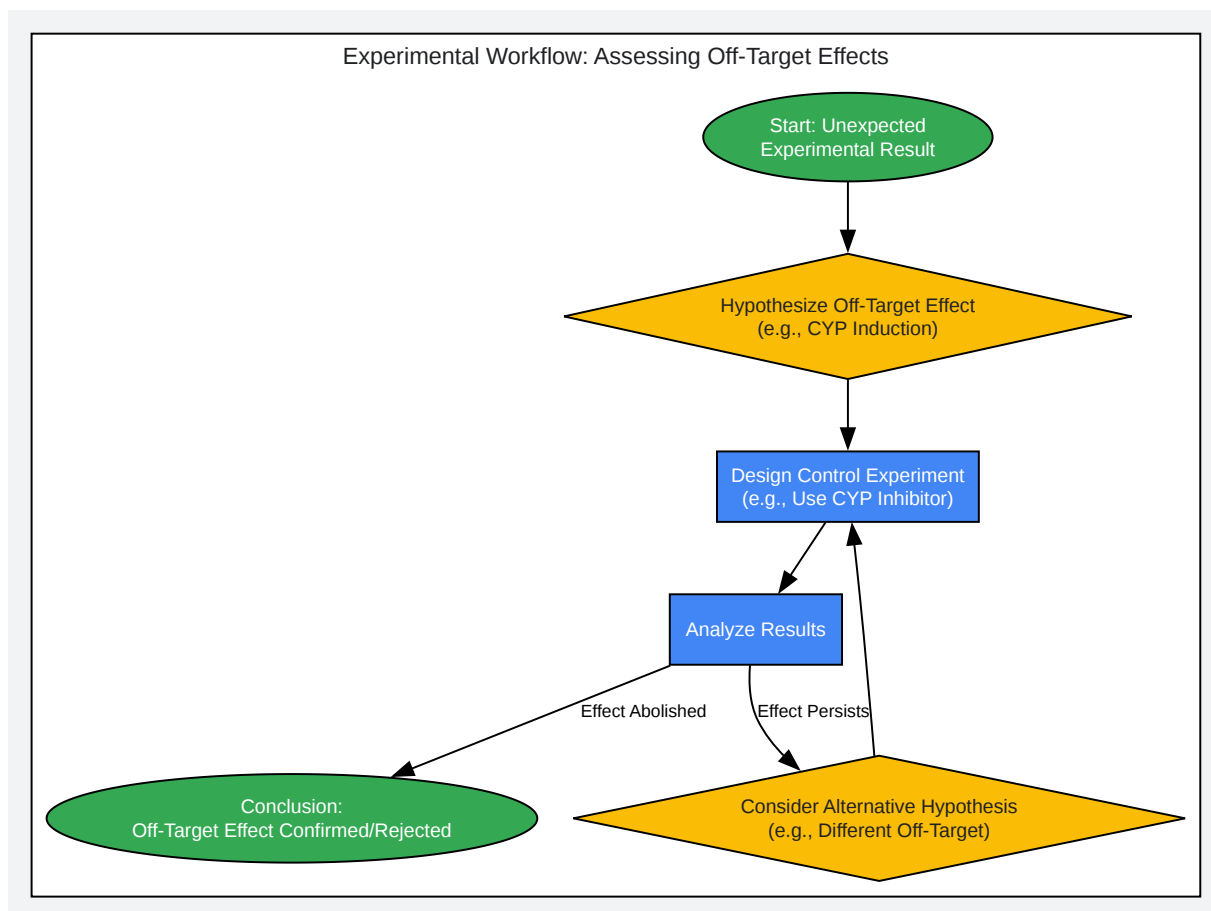 Experimental Workflow: Assessing Off-Target Effects
Start: Unexpected
Experimental Result
Hypothesize Off-Target Effect
(e.g., CYP Induction)
Design Control Experiment
(e.g., Use CYP Inhibitor)
Analyze Results
Effect Abolished
Effect Persists
Conclusion:
Off-Target Effect Confirmed/Rejected
Consider Alternative Hypothesis
(e.g., Different Off-Target)